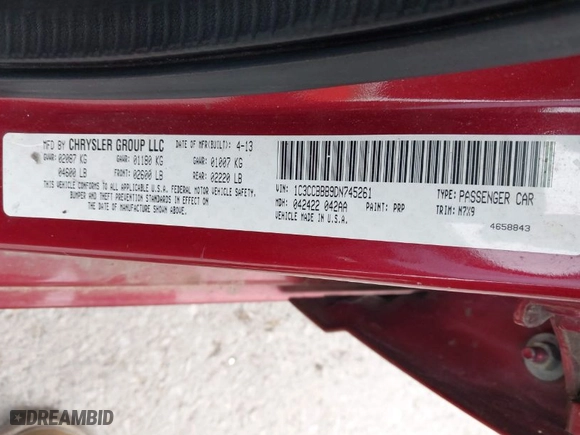 MFD BY CHRYSLER GROUP LLC DATE OF MFR(BUILT): 4-13
GVWR: 02087 KG GAWR: 01180 KG GAWR: 01007 KG
04600 LB FRONT: 02600 LB REAR: 02220 LB
THIS VEHICLE CONFORMS TO ALL APPLICABLE U.S.A. FEDERAL MOTOR VEHICLE SAFETY,
BUMPER AND THEFT PREVENTION STANDARDS IN EFFECT ON
THE DATE OF MANUFACTURE SHOWN ABOVE.
VIN: 1C3CCBBB9DN745261 TYPE: PASSENGER CAR
MDH: 042422 042AA PAINT: PRP TRIM: M7X9
VEHICLE MADE IN U.S.A.
4658843
DREAMBID